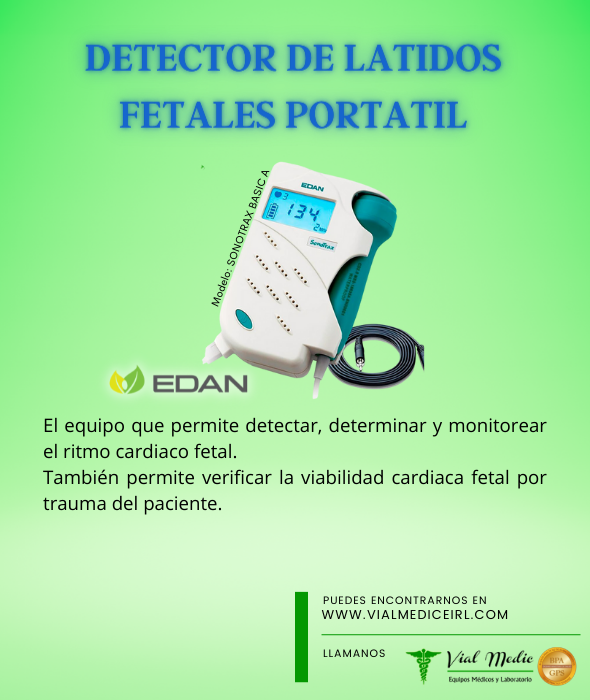 DETECTOR DE LATIDOS
FETALES PORTATIL
Modelo: SONOTRAX BASIC A
EDAN
134
SonoTrax
EDAN
El equipo que permite detectar, determinar y monitorear
el ritmo cardiaco fetal.
También permite verificar la viabilidad cardiaca fetal por
trauma del paciente.
PUEDES ENCONTRARNOS EN
WWW.VIALMEDICEIRL.COM
LLAMANOS
Vial Medic
Equipos Médicos y Laboratorio
BPA
GPS